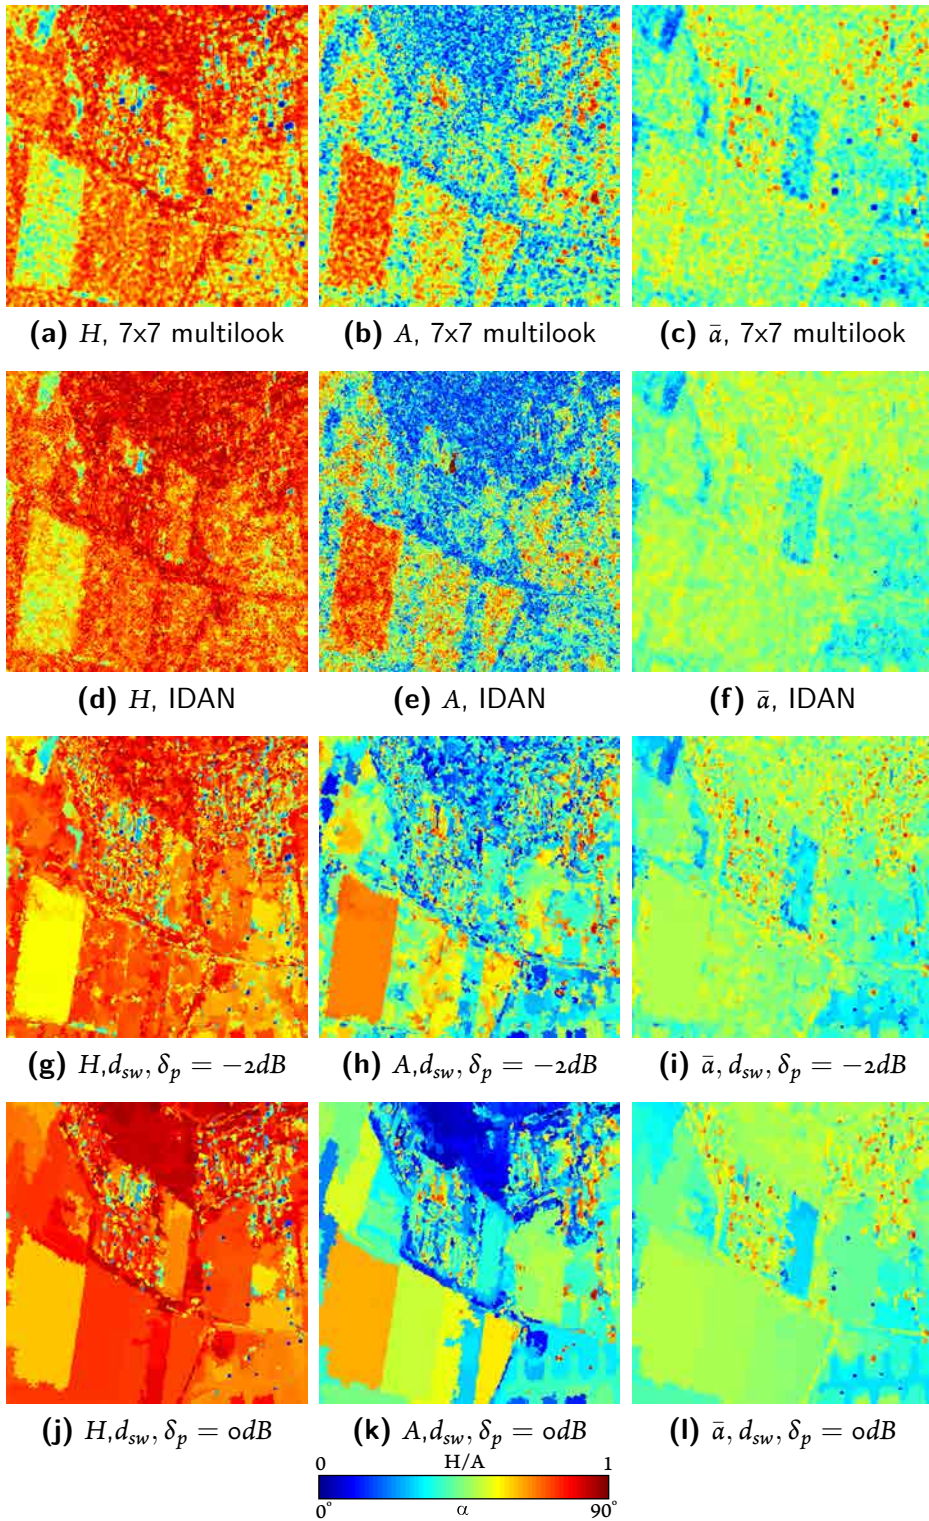 (a) H, 7x7 multilook
(b) A, 7x7 multilook
(c) ᾱ, 7x7 multilook
(d) H, IDAN
(e) A, IDAN
(f) ᾱ, IDAN
(g) H,d_sw, δ_p = −2dB
(h) A,d_sw, δ_p = −2dB
(i) ᾱ, d_sw, δ_p = −2dB
(j) H,d_sw, δ_p = 0dB
(k) A,d_sw, δ_p = 0dB
(l) ᾱ, d_sw, δ_p = 0dB
0 H/A 1
0° α 90°